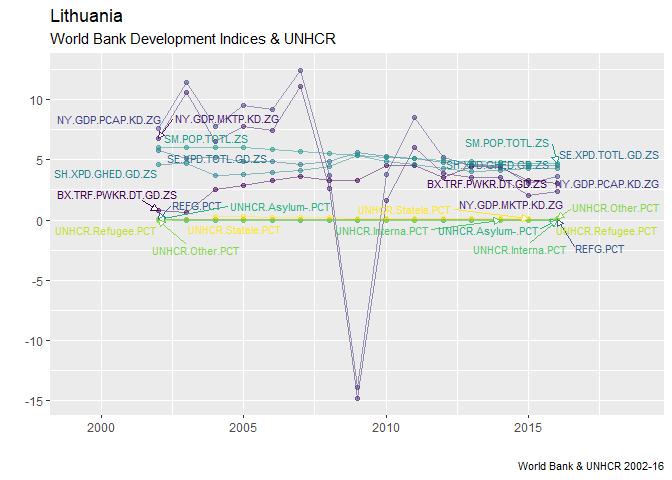 Lithuania
World Bank Development Indices & UNHCR
10
5
0
-5
-10
-15
NY.GDP.PCAP.KD.ZG
NY.GDP.MKTP.KD.ZG
SM.POP.TOTL.ZS
SE.XPD.TOTL.GD.ZS
SH.XPD.GHED.GD.ZS
BX.TRF.PWKR.DT.GD.ZS
REFG.PCT
UNHCR.Asylum-.PCT
UNHCR.Refugee.PCT
UNHCR.Statele.PCT
UNHCR.Other.PCT
SM.POP.TOTL.ZS
SE.XPD.TOTL.GD.ZS
SH.XPD.GHED.GD.ZS
BX.TRF.PWKR.DT.GD.ZS
NY.GDP.PCAP.KD.ZG
NY.GDP.MKTP.KD.ZG
UNHCR.Statele.PCT
UNHCR.Other.PCT
UNHCR.Interna.PCT
UNHCR.Asylum-.PCT
UNHCR.Refugee.PCT
UNHCR.Interna.PCT
REFG.PCT
2000
2005
2010
2015
World Bank & UNHCR 2002-16